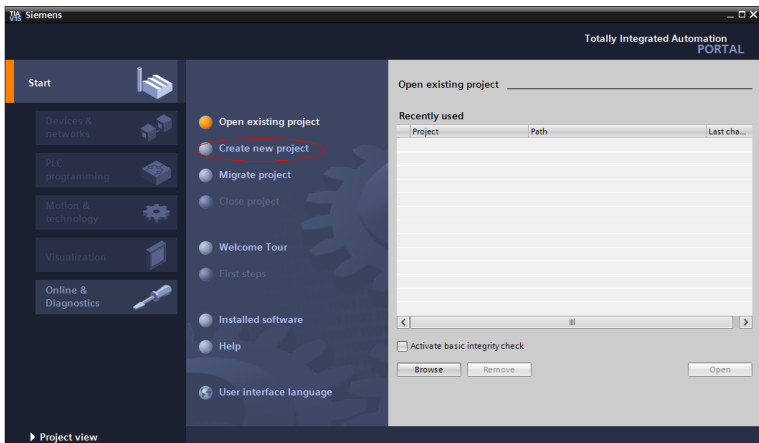 TIA
V15
Siemens
Totally Integrated Automation
PORTAL
Start
Devices &
networks
PLC
programming
Motion &
technology
Visualization
Online &
Diagnostics
Project view
Open existing project
Create new project
Migrate project
Close project
Welcome Tour
First steps
Installed software
Help
User interface language
Open existing project
Recently used
Project Path Last cha...
Activate basic integrity check
Browse Remove Open